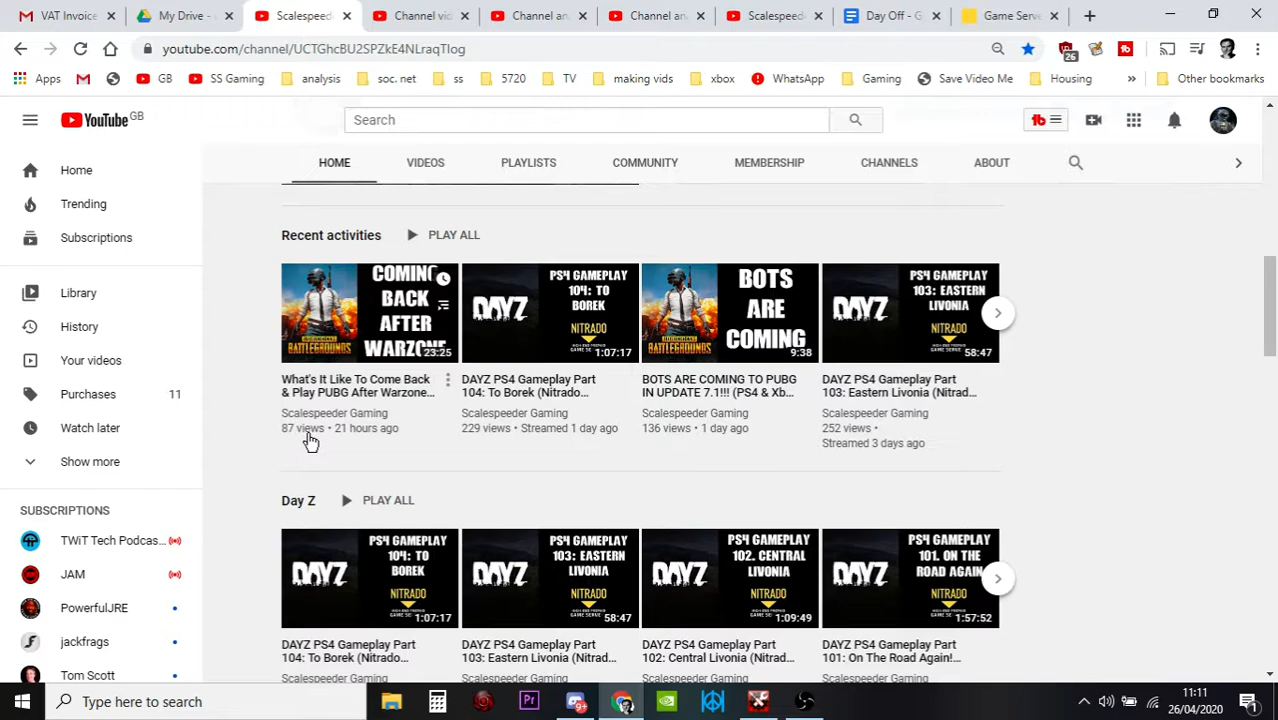 VAT Invoice
My Drive -
Scalespeede
Channel vid
Channel an
Channel an
Scalespeed
Day Off - G
Game Serve
youtube.com/channel/UCTGhcBU2SPZkE4NLraqTIog
26
Apps
GB
SS Gaming
analysis
soc. net
ss
5720
TV
making vids
xbox
WhatsApp
Gaming
Save Video Me
Housing
»
Other bookmarks
YouTube GB
Search
tb
HOME
VIDEOS
PLAYLISTS
COMMUNITY
MEMBERSHIP
CHANNELS
ABOUT
Home
Trending
Subscriptions
Library
History
Your videos
Purchases 11
Watch later
Show more
SUBSCRIPTIONS
TWiT Tech Podcas...
JAM
PowerfulJRE
jackfrags
Tom Scott
Recent activities PLAY ALL
COMING
BACK
AFTER
WARZONE
BATTLEGROUNDS
23:25
What's It Like To Come Back
& Play PUBG After Warzone...
Scalespeeder Gaming
87 views • 21 hours ago
PS4 GAMEPLAY
104: TO
BOREK
DAYZ
NITRADO
1:07:17
DAYZ PS4 Gameplay Part
104: To Borek (Nitrado...
Scalespeeder Gaming
229 views • Streamed 1 day ago
BOTS
ARE
COMING
BATTLEGROUNDS
9:38
BOTS ARE COMING TO PUBG
IN UPDATE 7.1!!! (PS4 & Xb...
Scalespeeder Gaming
136 views • 1 day ago
PS4 GAMEPLAY
103: EASTERN
LIVONIA
DAYZ
NITRADO
58:47
DAYZ PS4 Gameplay Part
103: Eastern Livonia (Nitrad...
Scalespeeder Gaming
252 views •
Streamed 3 days ago
Day Z PLAY ALL
PS4 GAMEPLAY
104: TO
BOREK
DAYZ
NITRADO
1:07:17
DAYZ PS4 Gameplay Part
104: To Borek (Nitrado...
PS4 GAMEPLAY
103: EASTERN
LIVONIA
DAYZ
NITRADO
58:47
DAYZ PS4 Gameplay Part
103: Eastern Livonia (Nitrad...
PS4 GAMEPLAY
102. CENTRAL
LIVONIA
DAYZ
NITRADO
1:09:49
DAYZ PS4 Gameplay Part
102: Central Livonia (Nitrad...
PS4 GAMEPLAY
101. ON THE
ROAD AGAIN
DAYZ
NITRADO
1:57:52
DAYZ PS4 Gameplay Part
101: On The Road Again!...
Type here to search
Pr
11:11
26/04/2020
1